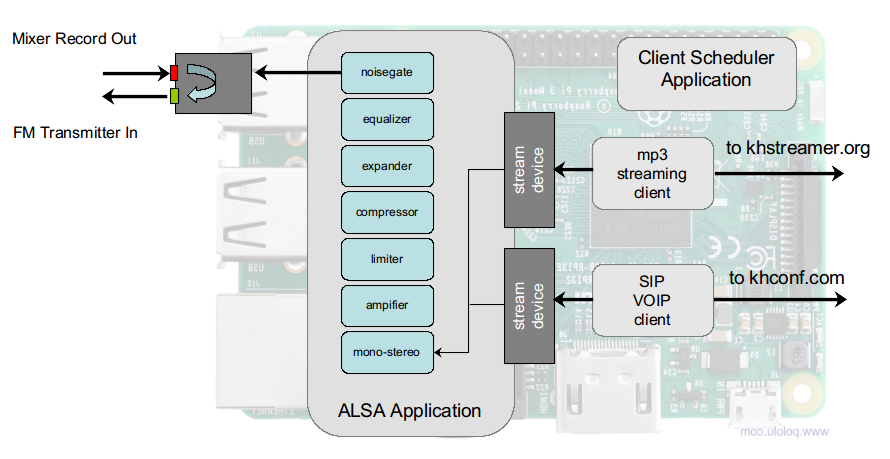 Mixer Record Out
FM Transmitter In
noisegate
equalizer
expander
compressor
limiter
ampifier
mono-stereo
ALSA Application
stream
device
stream
device
Client Scheduler
Application
mp3
streaming
client
to khstreamer.org
SIP
VOIP
client
to khconf.com
www.pololu.com